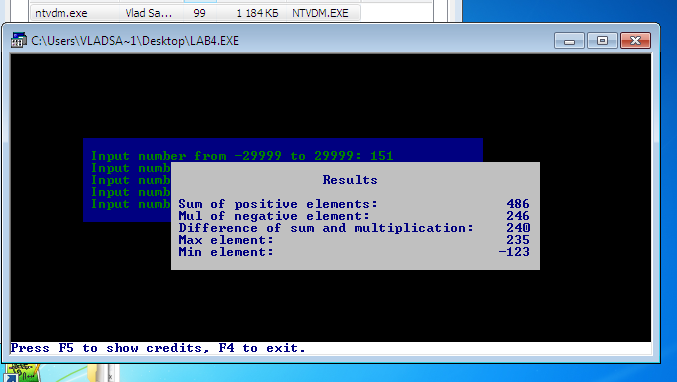 ntvdm.exe Vlad Sa... 99 1 184 КБ NTVDM.EXE
C:\Users\VLADSA~1\Desktop\LAB4.EXE
Input number from -29999 to 29999: 151
Input numb
Input numb
Input numb
Input numb
Results
Sum of positive elements: 486
Mul of negative element: 246
Difference of sum and multiplication: 240
Max element: 235
Min element: -123
Press F5 to show credits, F4 to exit.